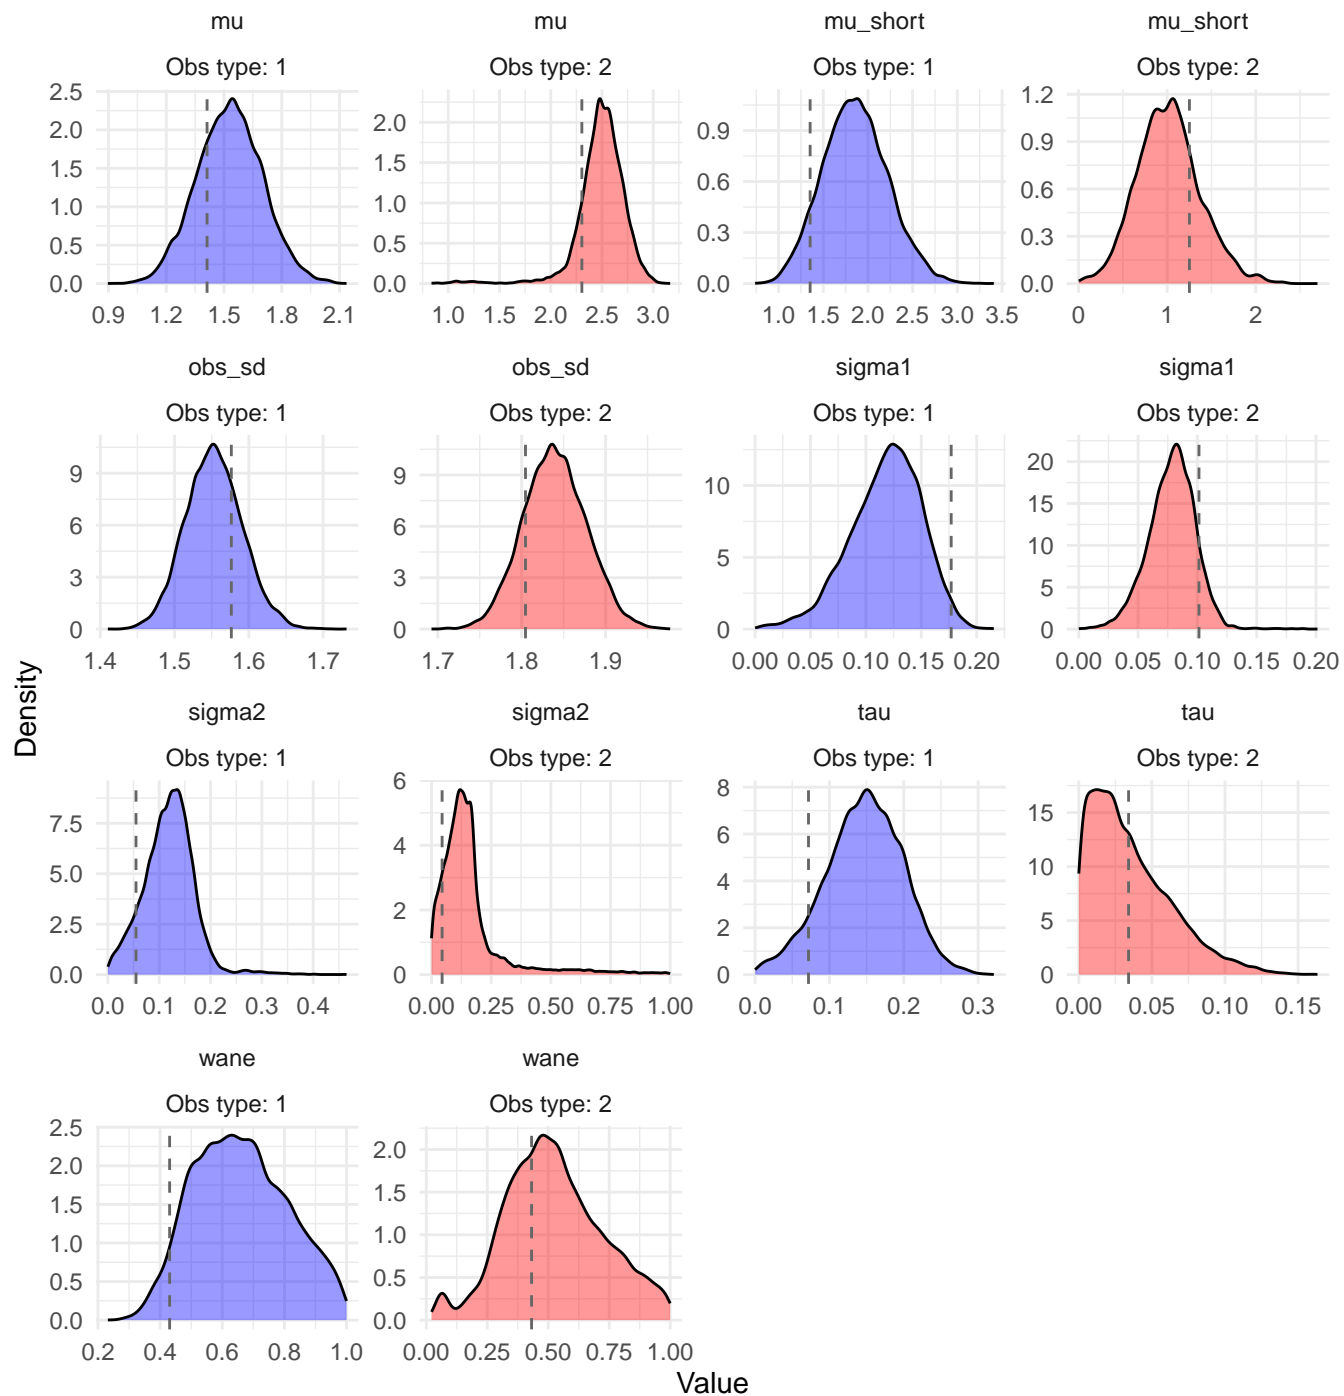 mu mu mu_short mu_short
Obs type: 1 Obs type: 2 Obs type: 1 Obs type: 2
2.5
2.0
1.5
1.0
0.5
0.0
0.9 1.2 1.5 1.8 2.1
2.0
1.5
1.0
0.5
0.0
1.0 1.5 2.0 2.5 3.0
0.9
0.6
0.3
0.0
1.0 1.5 2.0 2.5 3.0 3.5
1.2
0.9
0.6
0.3
0.0
0 1 2
obs_sd obs_sd sigma1 sigma1
Obs type: 1 Obs type: 2 Obs type: 1 Obs type: 2
9
6
3
0
1.4 1.5 1.6 1.7
9
6
3
0
1.7 1.8 1.9
10
5
0
0.00 0.05 0.10 0.15 0.20
20
15
10
5
0
0.00 0.05 0.10 0.15 0.20
Density
sigma2 sigma2 tau tau
Obs type: 1 Obs type: 2 Obs type: 1 Obs type: 2
7.5
5.0
2.5
0.0
0.0 0.1 0.2 0.3 0.4
6
4
2
0
0.00 0.25 0.50 0.75 1.00
8
6
4
2
0
0.0 0.1 0.2 0.3
15
10
5
0
0.00 0.05 0.10 0.15
wane wane
Obs type: 1 Obs type: 2
2.5
2.0
1.5
1.0
0.5
0.0
0.2 0.4 0.6 0.8 1.0
2.0
1.5
1.0
0.5
0.0
0.00 0.25 0.50 0.75 1.00
Value